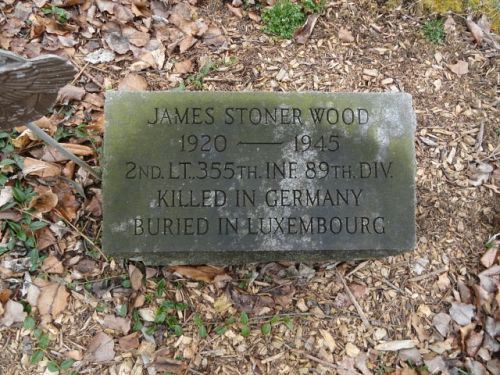 JAMES STONER WOOD
1920 — 1945
2ND. LT. 355TH. INF. 89TH. DIV.
KILLED IN GERMANY
BURIED IN LUXEMBOURG